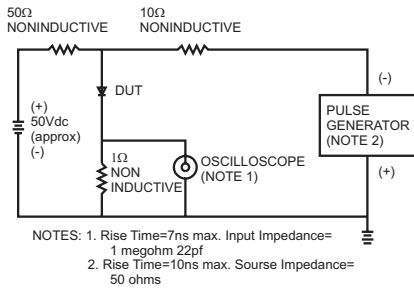 50Ω
NONINDUCTIVE
10Ω
NONINDUCTIVE
(+)
50Vdc
(approx)
(-)
DUT
1Ω
NON
INDUCTIVE
OSCILLOSCOPE
(NOTE 1)
(-)
PULSE
GENERATOR
(NOTE 2)
(+)
NOTES: 1. Rise Time=7ns max. Input Impedance=
1 megohm 22pf
2. Rise Time=10ns max. Sourse Impedance=
50 ohms